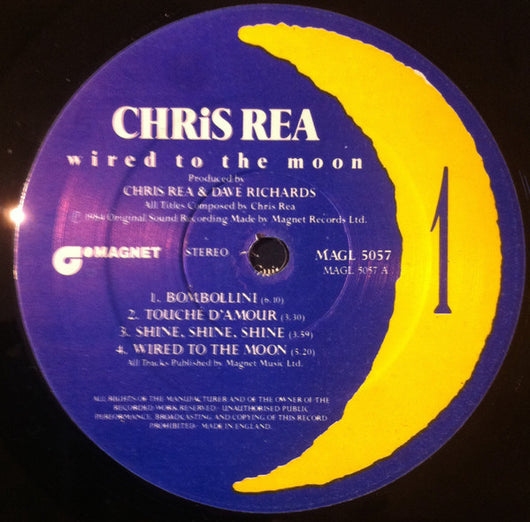 CHRiS REA
wired to the moon
Produced by
CHRIS REA & DAVE RICHARDS
All Titles Composed by Chris Rea
Ⓟ 1984 Original Sound Recording Made by Magnet Records Ltd.
MAGNET STEREO MAGL 5057
MAGL 5057 A
1
1. BOMBOLLINI (6.10)
2. TOUCHÉ D'AMOUR (3.30)
3. SHINE, SHINE, SHINE (3.59)
4. WIRED TO THE MOON (5.20)
All Tracks Published by Magnet Music Ltd.
ALL RIGHTS OF THE MANUFACTURER AND OF THE OWNER OF THE
RECORDED WORK RESERVED – UNAUTHORISED PUBLIC
PERFORMANCE, BROADCASTING AND COPYING OF THIS RECORD
PROHIBITED – MADE IN ENGLAND.